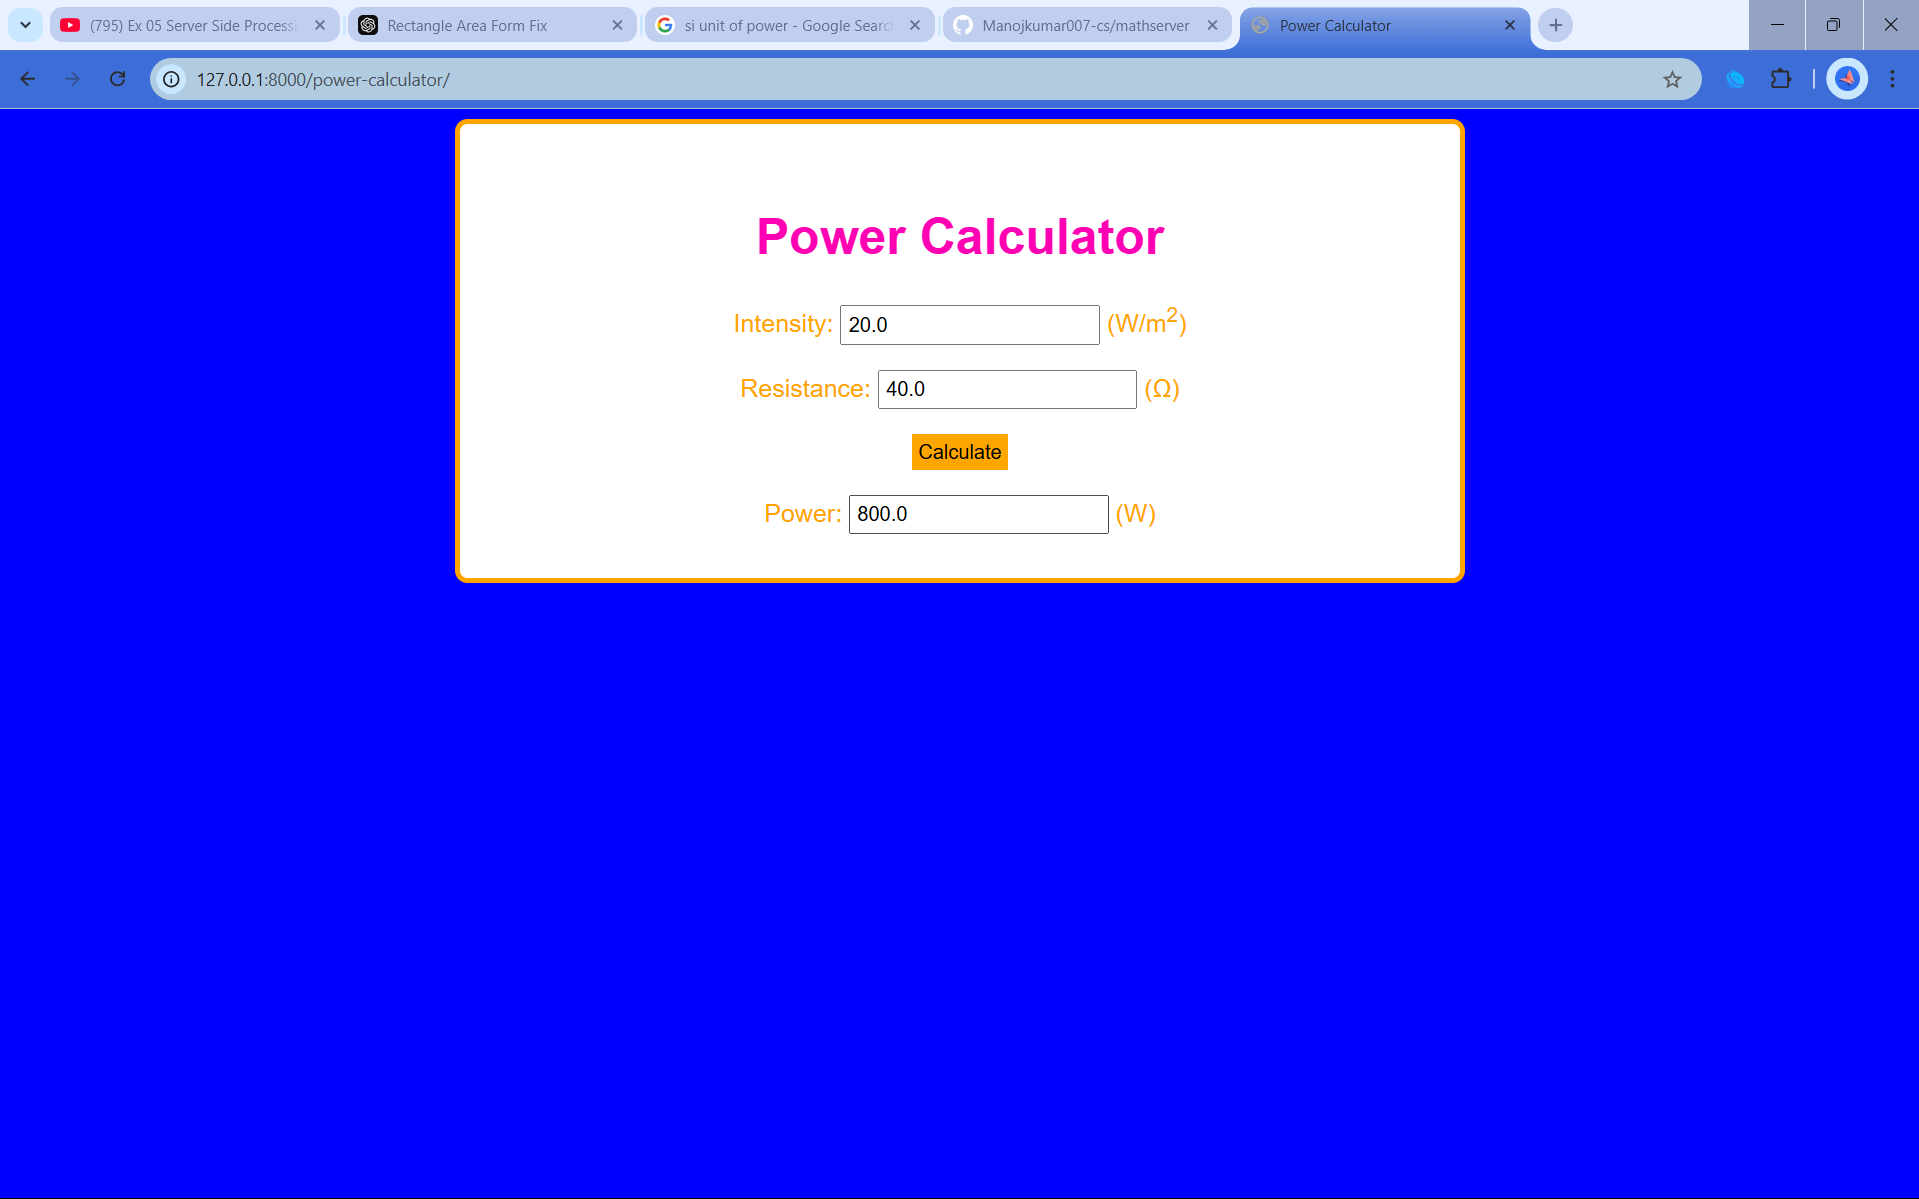 (795) Ex 05 Server Side Processi
Rectangle Area Form Fix
si unit of power - Google Searc
Manojkumar007-cs/mathserver
Power Calculator
127.0.0.1:8000/power-calculator/
Power Calculator
Intensity: 20.0 (W/m²)
Resistance: 40.0 (Ω)
Calculate
Power: 800.0 (W)